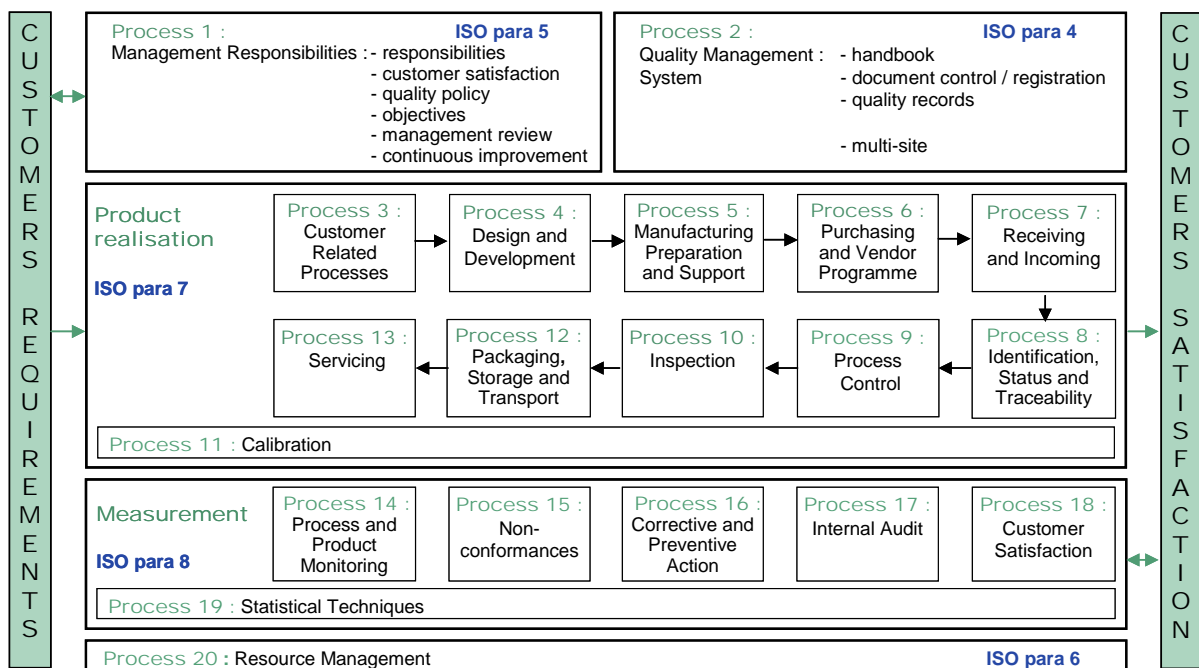 CUSTOMERS REQUIREMENTS
Process 1 :
ISO para 5
Management Responsibilities : - responsibilities
- customer satisfaction
- quality policy
- objectives
- management review
- continuous improvement
Process 2 :
ISO para 4
Quality Management : - handbook
System - document control / registration
- quality records
- multi-site
Product
realisation
ISO para 7
Process 3 :
Customer
Related
Processes
Process 4 :
Design and
Development
Process 5 :
Manufacturing
Preparation
and Support
Process 6 :
Purchasing
and Vendor
Programme
Process 7 :
Receiving
and Incoming
Process 13 :
Servicing
Process 12 :
Packaging,
Storage and
Transport
Process 10 :
Inspection
Process 9 :
Process
Control
Process 8 :
Identification,
Status and
Traceability
Process 11 : Calibration
Measurement
ISO para 8
Process 14 :
Process and
Product
Monitoring
Process 15 :
Non-
conformances
Process 16 :
Corrective and
Preventive
Action
Process 17 :
Internal Audit
Process 18 :
Customer
Satisfaction
Process 19 : Statistical Techniques
Process 20 : Resource Management
ISO para 6
CUSTOMERS SATISFACTION